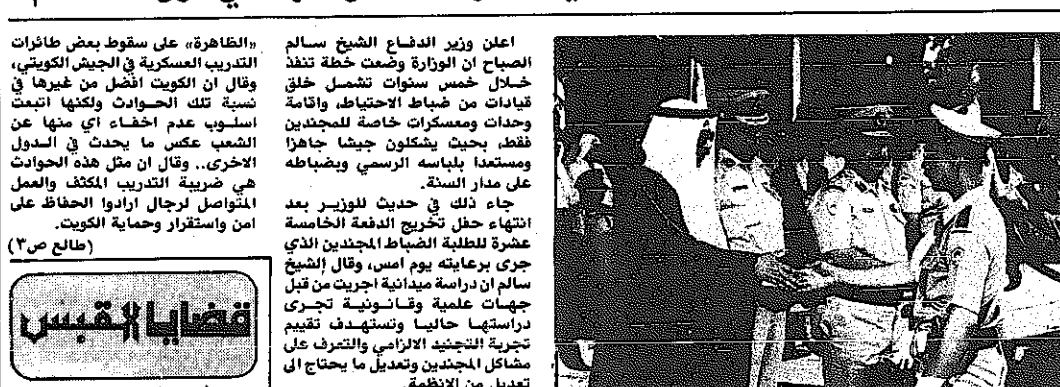 اعلن وزير الدفاع الشيخ سالم
الصباح ان الوزارة وضعت خطة تنفذ
خلال خمس سنوات تشمل خلق
قيادات من ضباط الاحتياط، واقامة
وحدات ومعسكرات خاصة للمجندين
فقط، بحيث يشكلون جيشا جاهزا
ومستعدا بلباسه الرسمي وبضباطه
على مدار السنة.
جاء ذلك في حديث للوزير بعد
انتهاء حفل تخريج الدفعة الخامسة
عشرة للطلبة الضباط المجندين الذي
جرى برعايته يوم امس، وقال الشيخ
سالم ان دراسة ميدانية اجريت من قبل
جهات علمية وقانونية تجرى
دراستها حاليا وتستهدف تقييم
تجربة التجنيد الالزامي والتعرف على
مشاكل المجندين وتعديل ما يحتاج الى
تعديل من الانظمة.
«الظاهرة» على سقوط بعض طائرات
التدريب العسكرية في الجيش الكويتي،
وقال ان الكويت افضل من غيرها في
نسبة تلك الحوادث ولكنها اتبعت
اسلوب عدم اخفاء اي منها عن
الشعب عكس ما يحدث في الدول
الاخرى.. وقال ان مثل هذه الحوادث
هي ضريبة التدريب المكثف والعمل
المتواصل لرجال ارادوا الحفاظ على
امن واستقرار وحماية الكويت.
(طالع ص٣)
قضايا القبس